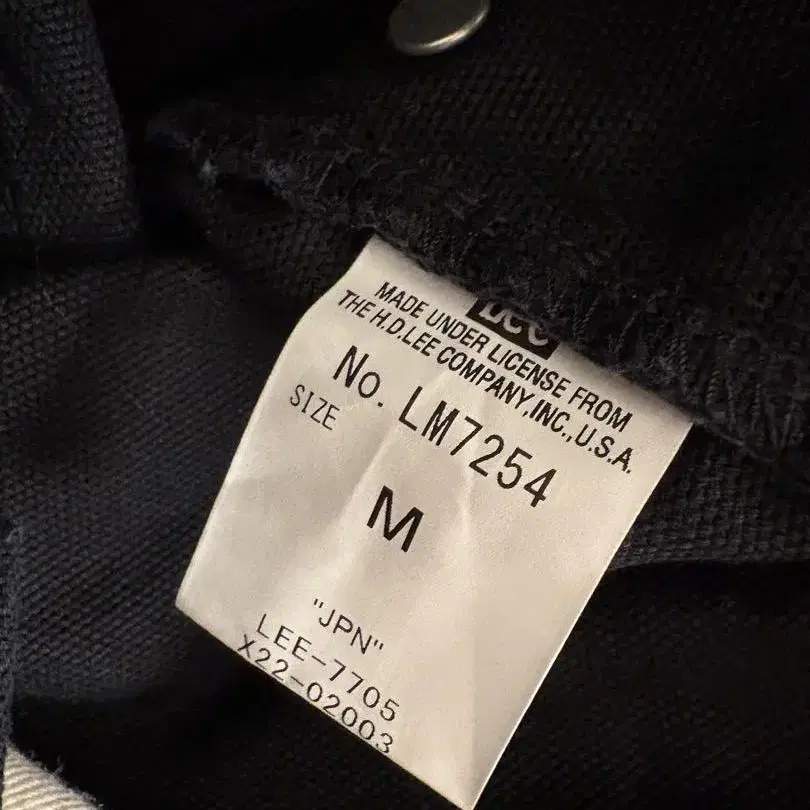 Lee
MADE UNDER LICENSE FROM
THE H.D.LEE COMPANY,INC.,U.S.A.
No. LM7254
SIZE
M
"JPN"
LEE-7705
X22-02003